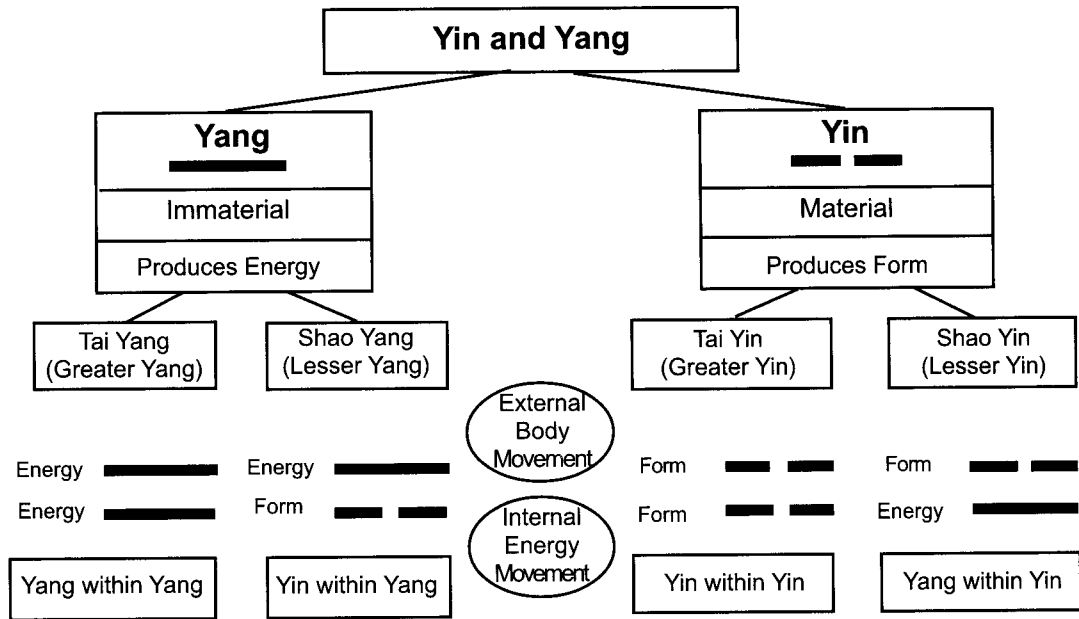 Yin and Yang
Yang
Immaterial
Produces Energy
Yin
Material
Produces Form
Tai Yang
(Greater Yang)
Shao Yang
(Lesser Yang)
Tai Yin
(Greater Yin)
Shao Yin
(Lesser Yin)
External
Body
Movement
Energy
Energy
Form
Form
Energy
Form
Form
Energy
Internal
Energy
Movement
Yang within Yang
Yin within Yang
Yin within Yin
Yang within Yin